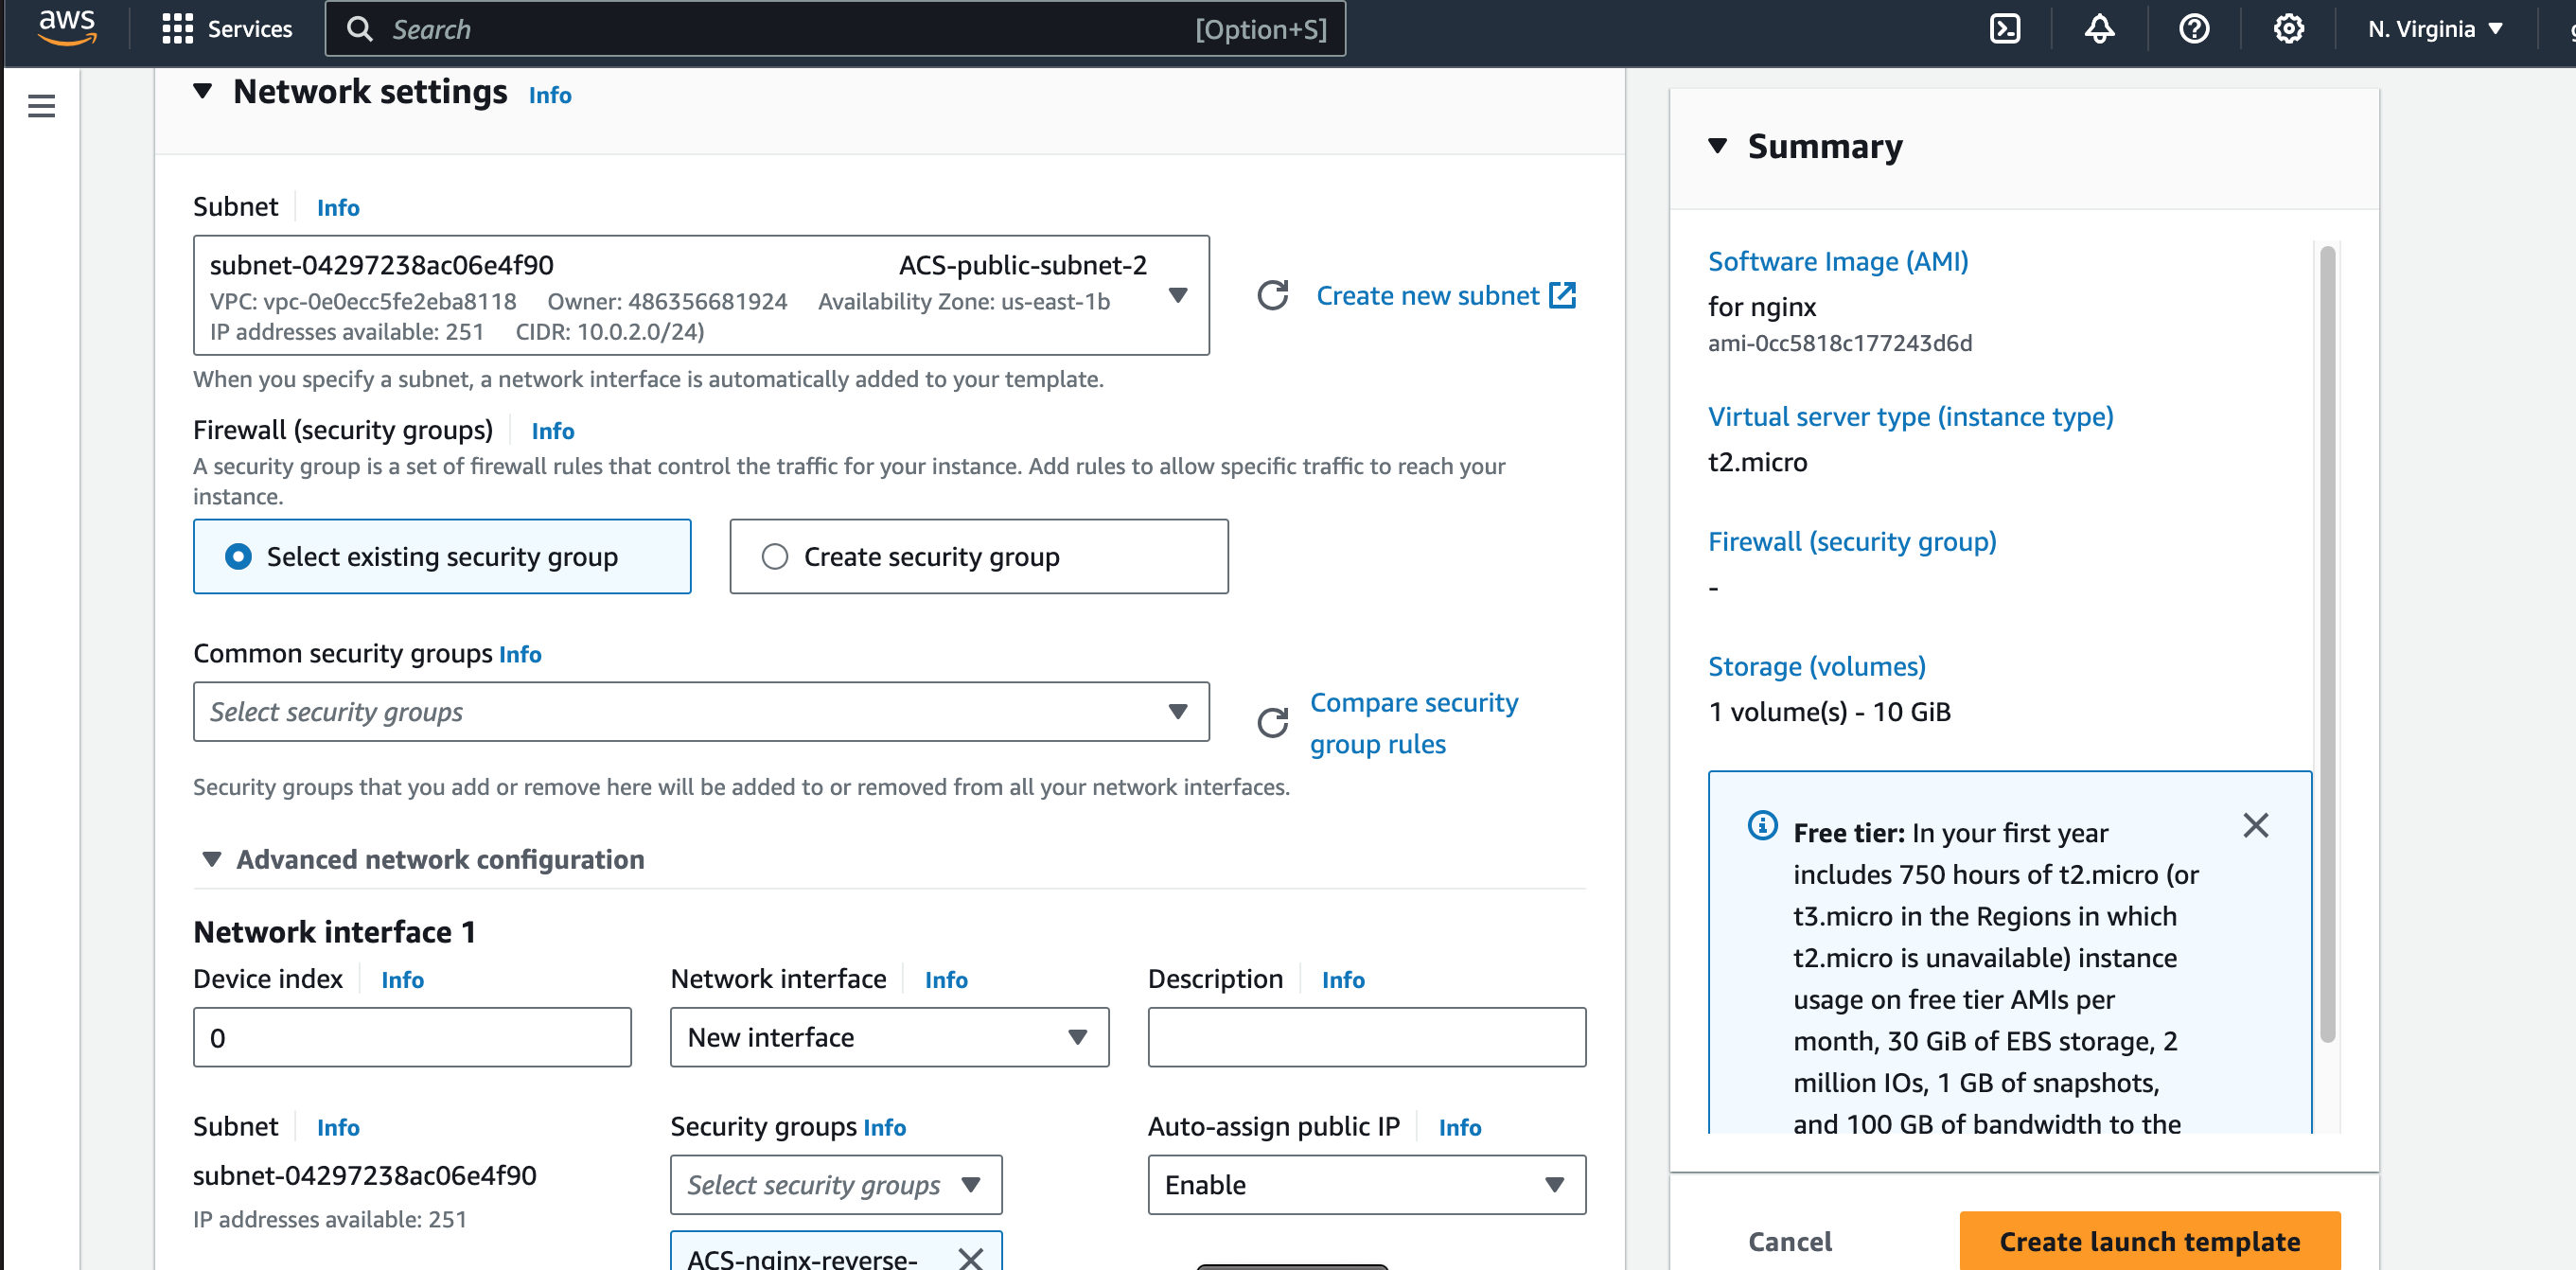 aws
Services
Search
[Option+S]
N. Virginia
Network settings Info
Subnet Info
subnet-04297238ac06e4f90 ACS-public-subnet-2
VPC: vpc-0e0ecc5fe2eba8118 Owner: 486356681924 Availability Zone: us-east-1b
IP addresses available: 251 CIDR: 10.0.2.0/24)
Create new subnet
When you specify a subnet, a network interface is automatically added to your template.
Firewall (security groups) Info
A security group is a set of firewall rules that control the traffic for your instance. Add rules to allow specific traffic to reach your
instance.
Select existing security group
Create security group
Common security groups Info
Select security groups
Compare security
group rules
Security groups that you add or remove here will be added to or removed from all your network interfaces.
Advanced network configuration
Network interface 1
Device index Info
Network interface Info
Description Info
0
New interface
Subnet Info
Security groups Info
Auto-assign public IP Info
subnet-04297238ac06e4f90
Select security groups
Enable
IP addresses available: 251
ACS-nginx-reverse-
Summary
Software Image (AMI)
for nginx
ami-0cc5818c177243d6d
Virtual server type (instance type)
t2.micro
Firewall (security group)
-
Storage (volumes)
1 volume(s) - 10 GiB
Free tier: In your first year
includes 750 hours of t2.micro (or
t3.micro in the Regions in which
t2.micro is unavailable) instance
usage on free tier AMIs per
month, 30 GiB of EBS storage, 2
million IOs, 1 GB of snapshots,
and 100 GB of bandwidth to the
Cancel
Create launch template